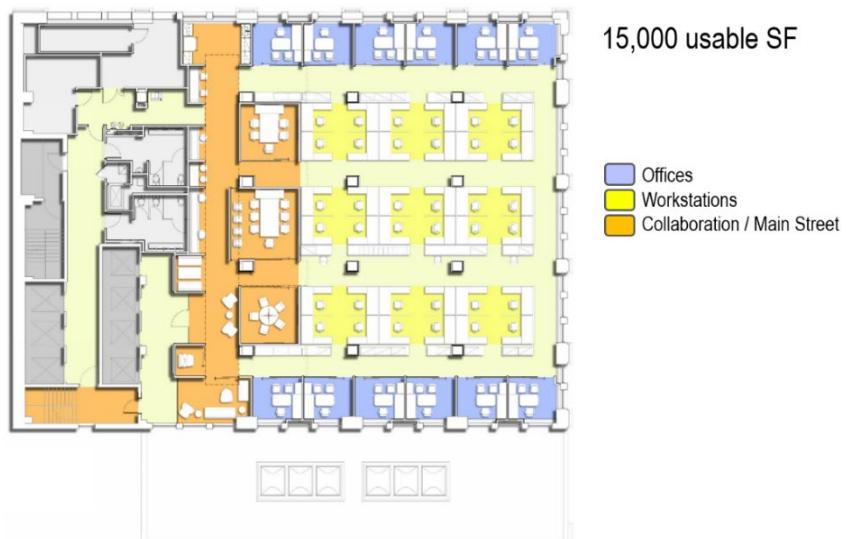 15,000 usable SF
Offices
Workstations
Collaboration / Main Street